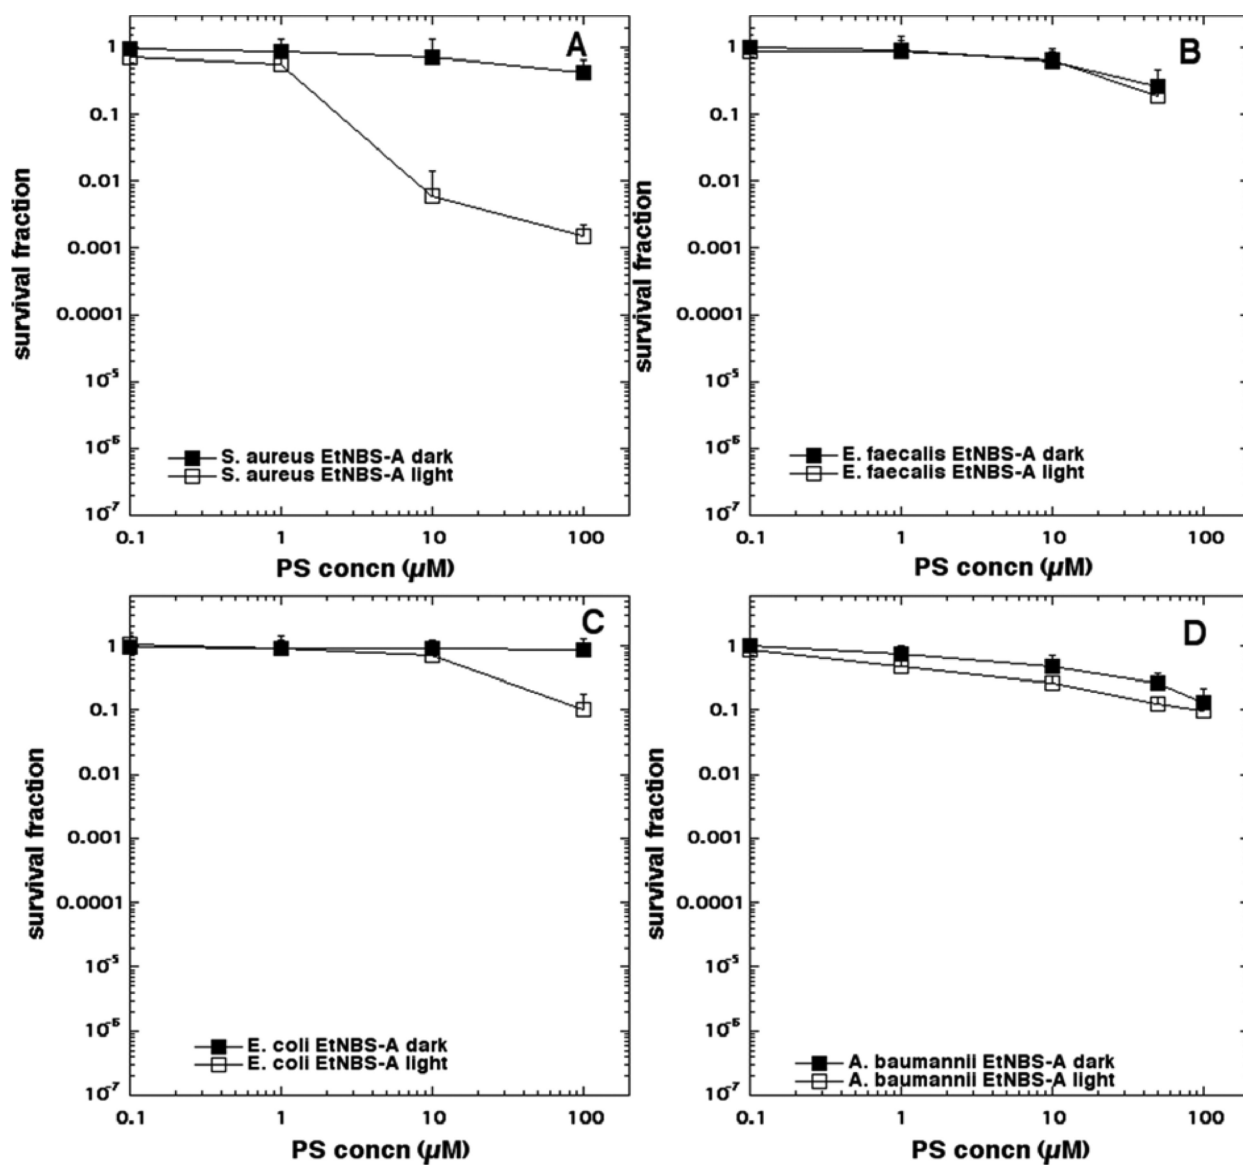 A
1
0.1
0.01
0.001
0.0001
10-5
10-6
10-7
survival fraction
S. aureus EtNBS-A dark
S. aureus EtNBS-A light
0.1 1 10 100
PS concn (µM)
B
1
0.1
0.01
0.001
0.0001
10-5
10-6
10-7
survival fraction
E. faecalis EtNBS-A dark
E. faecalis EtNBS-A light
0.1 1 10 100
PS concn (µM)
C
1
0.1
0.01
0.001
0.0001
10-5
10-6
10-7
survival fraction
E. coli EtNBS-A dark
E. coli EtNBS-A light
0.1 1 10 100
PS concn (µM)
D
1
0.1
0.01
0.001
0.0001
10-5
10-6
10-7
survival fraction
A. baumannii EtNBS-A dark
A. baumannii EtNBS-A light
0.1 1 10 100
PS concn (µM)